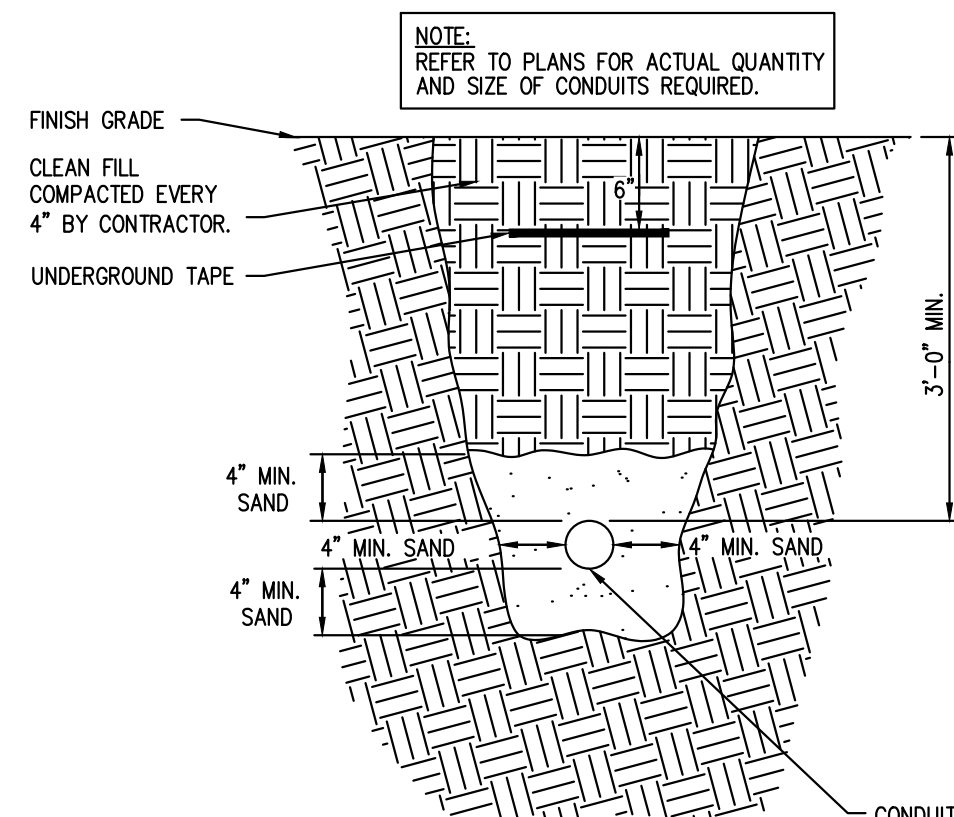 NOTE:
REFER TO PLANS FOR ACTUAL QUANTITY
AND SIZE OF CONDUITS REQUIRED.
FINISH GRADE
CLEAN FILL
COMPACTED EVERY
4" BY CONTRACTOR.
6"
UNDERGROUND TAPE
3'-0" MIN.
4" MIN.
SAND
4" MIN. SAND
4" MIN. SAND
4" MIN.
SAND
CONDUIT